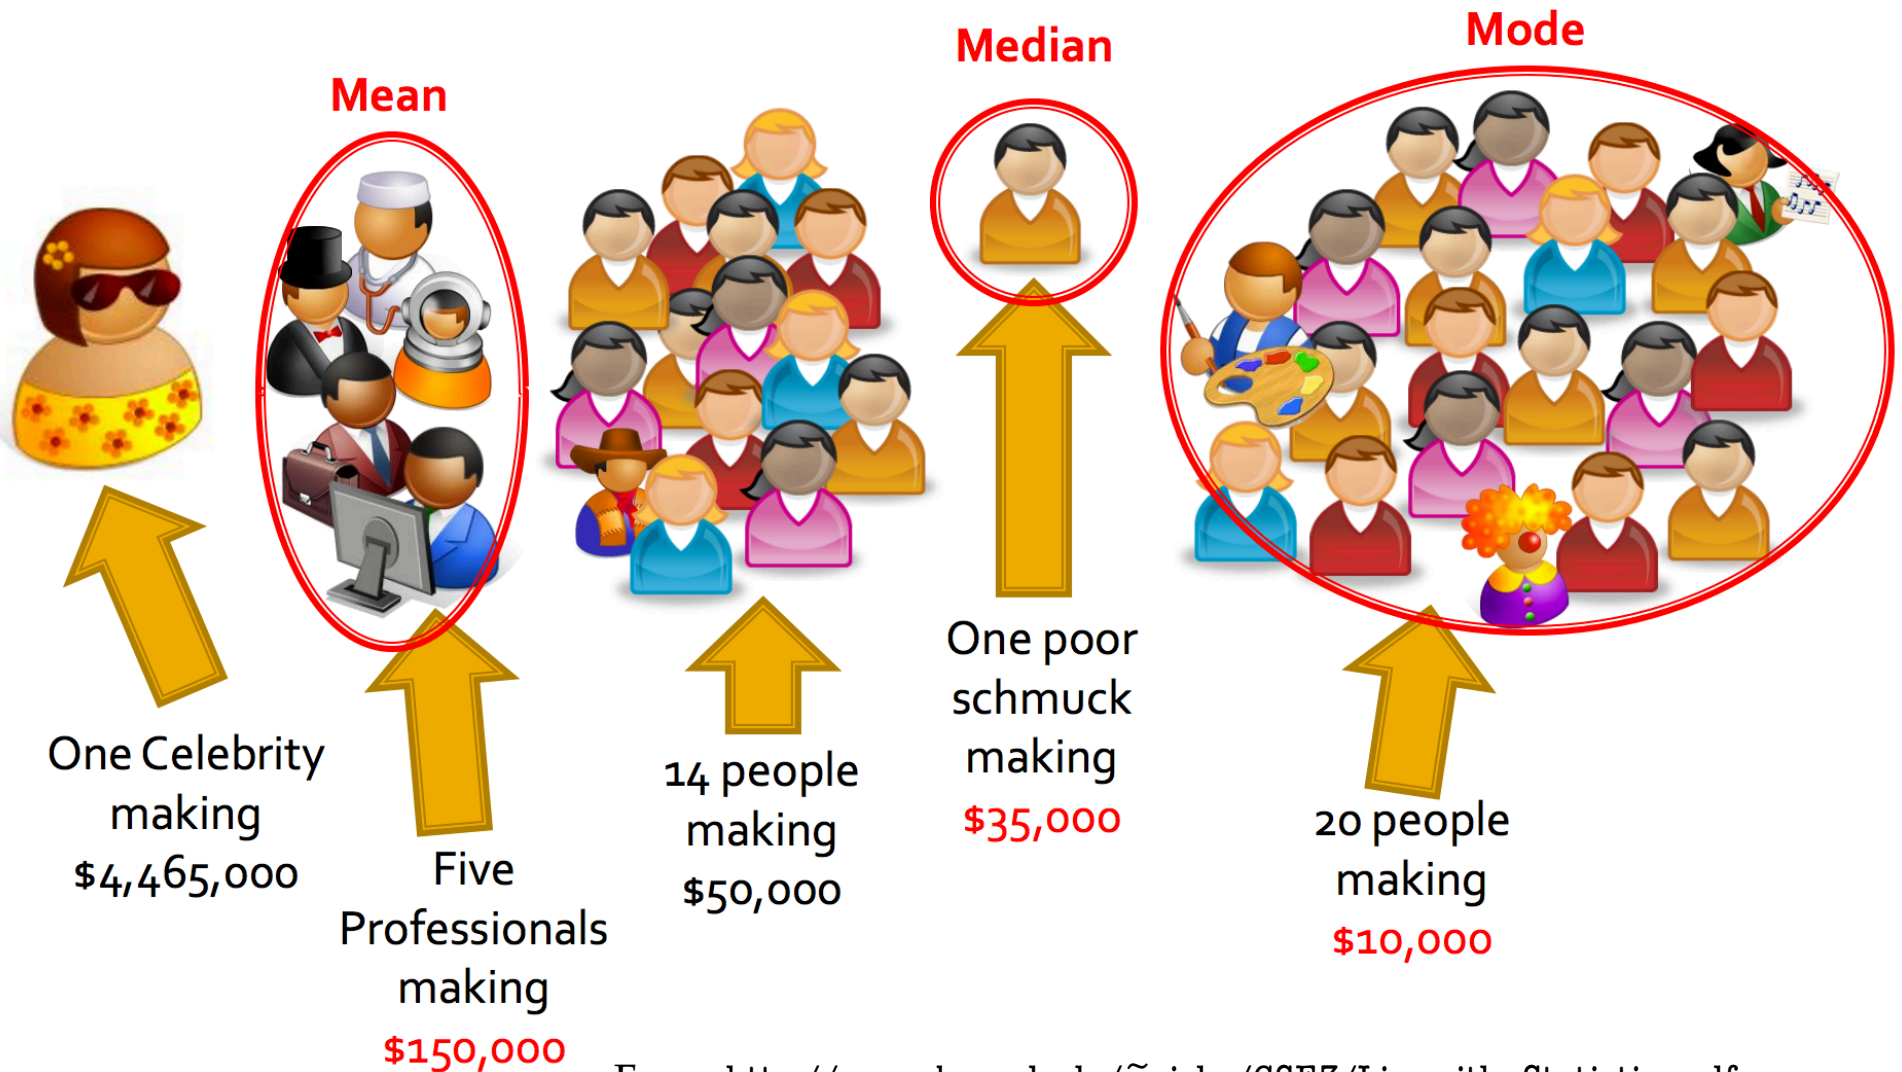 Mean
Median
Mode
One Celebrity
making
$4,465,000
Five
Professionals
making
$150,000
14 people
making
$50,000
One poor
schmuck
making
$35,000
20 people
making
$10,000